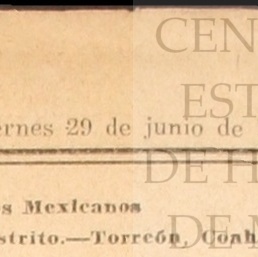 CEN
EST
ernes 29 de junio de
DE H
s Mexicanos
DE M
strito.—Torreón, Coah